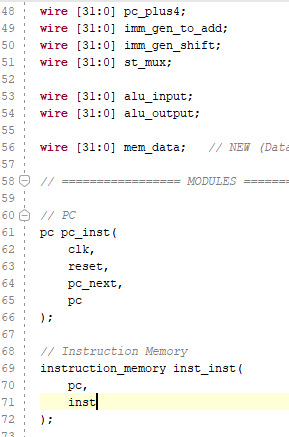 48 wire [31:0] pc_plus4;
49 wire [31:0] imm_gen_to_add;
50 wire [31:0] imm_gen_shift;
51 wire [31:0] st_mux;
52
53 wire [31:0] alu_input;
54 wire [31:0] alu_output;
55
56 wire [31:0] mem_data;   // NEW (Data
57
58 // ================= MODULES =======
59
60 // PC
61 pc pc_inst(
62     clk,
63     reset,
64     pc_next,
65     pc
66 );
67
68 // Instruction Memory
69 instruction_memory inst_inst(
70     pc,
71     inst
72 );
73